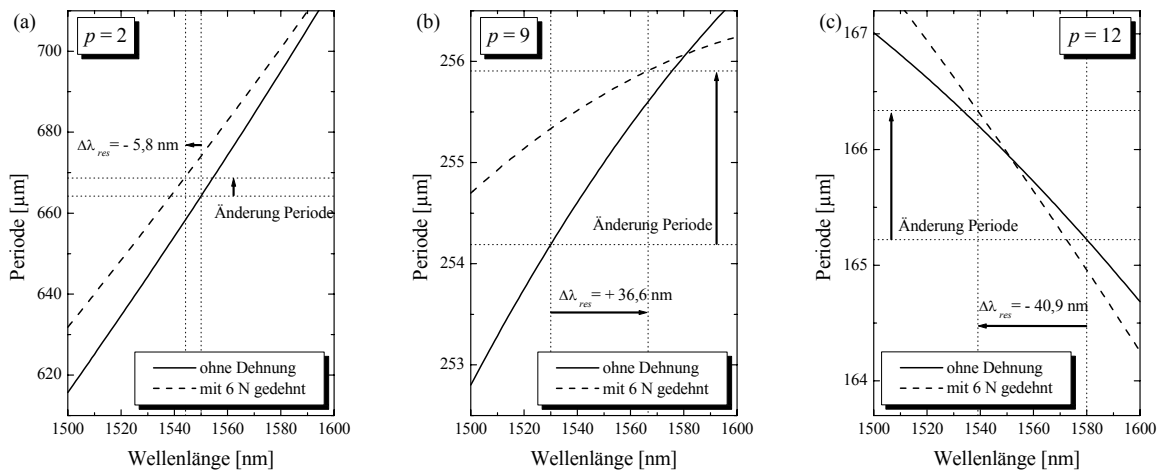 (a)
p = 2
710
700
680
660
640
620
Periode [µm]
Δλres= - 5,8 nm
Änderung Periode
ohne Dehnung
mit 6 N gedehnt
1500 1520 1540 1560 1580 1600
Wellenlänge [nm]
(b)
p = 9
256
255
254
253
Periode [µm]
Änderung Periode
Δλres= + 36,6 nm
ohne Dehnung
mit 6 N gedehnt
1500 1520 1540 1560 1580 1600
Wellenlänge [nm]
(c)
p = 12
167
166
165
164
Periode [µm]
Änderung Periode
Δλres= - 40,9 nm
ohne Dehnung
mit 6 N gedehnt
1500 1520 1540 1560 1580 1600
Wellenlänge [nm]